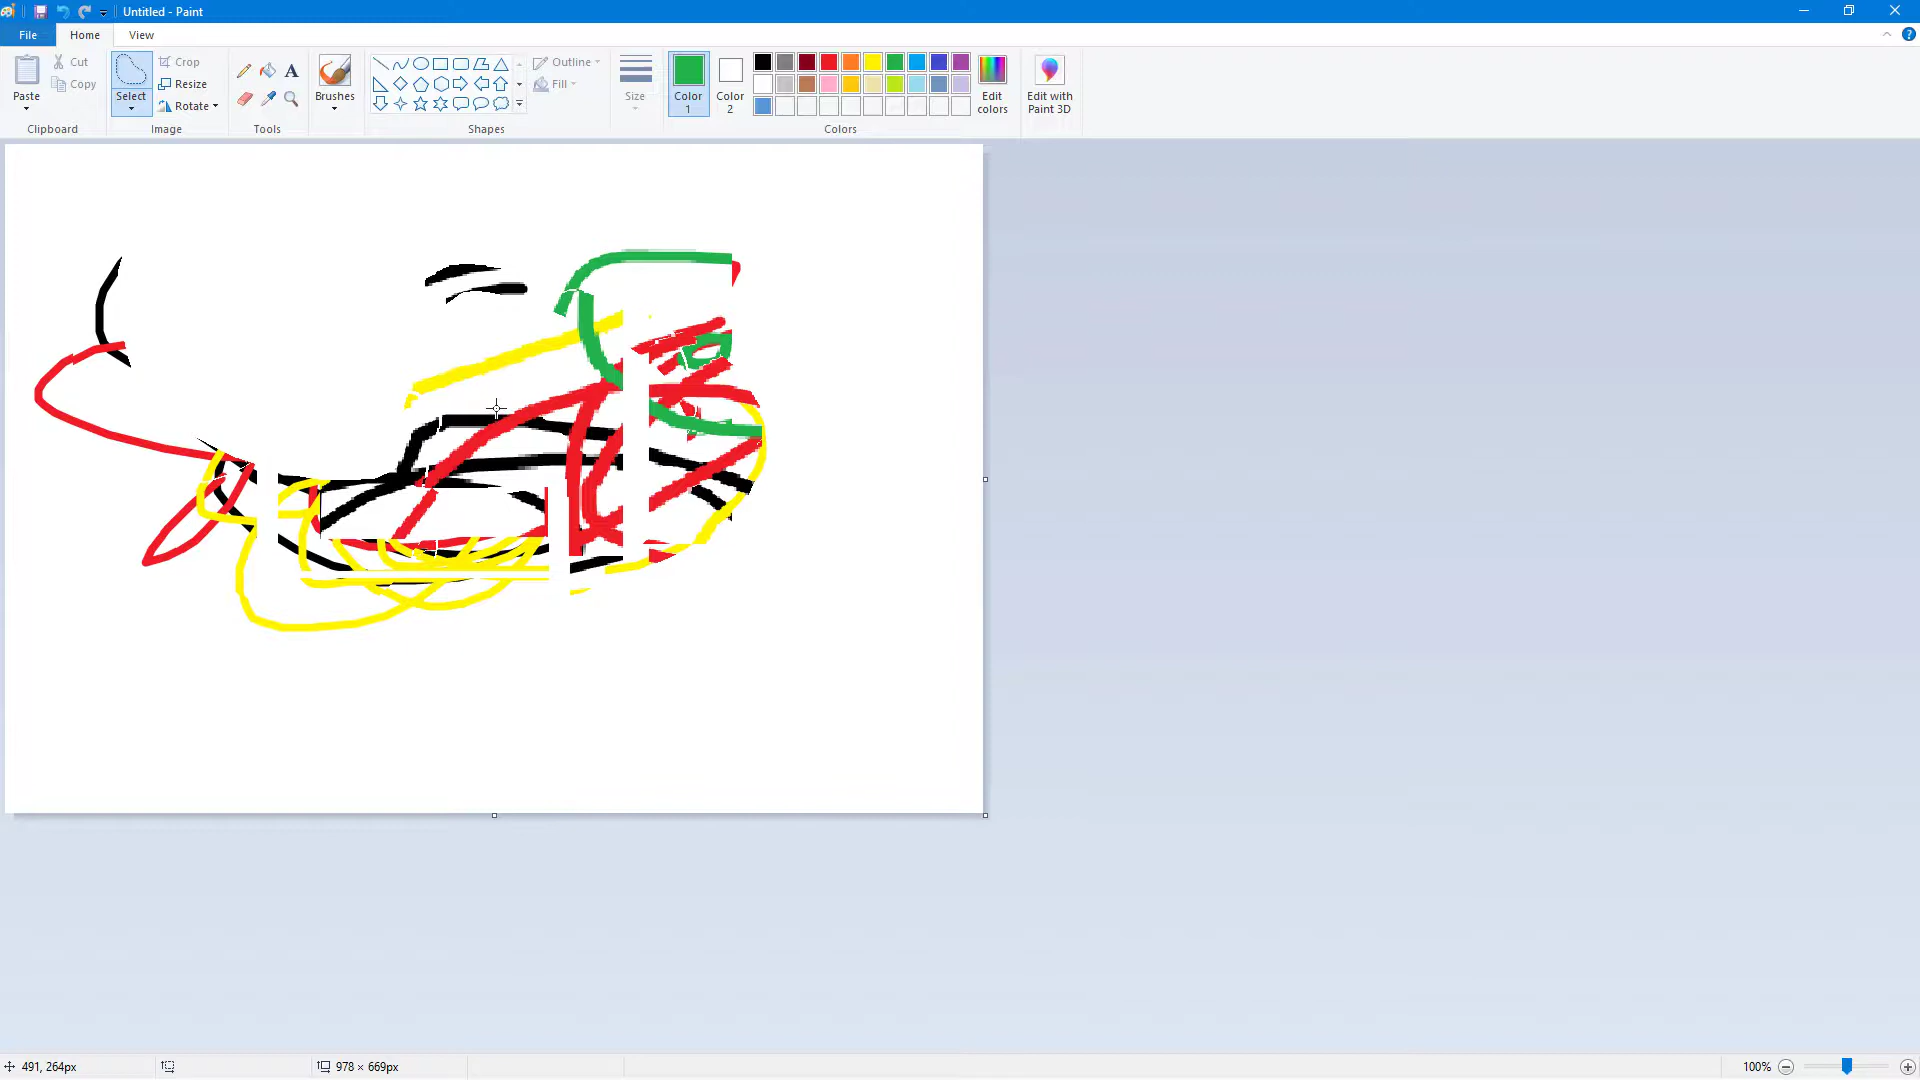 Untitled - Paint
File
Home
View
Paste
Cut
Copy
Clipboard
Select
Crop
Resize
Rotate
Image
A
Tools
Brushes
Outline
Fill
Shapes
Size
Color
1
Color
2
Edit
colors
Colors
Edit with
Paint 3D
?
491, 264px
978 × 669px
100%